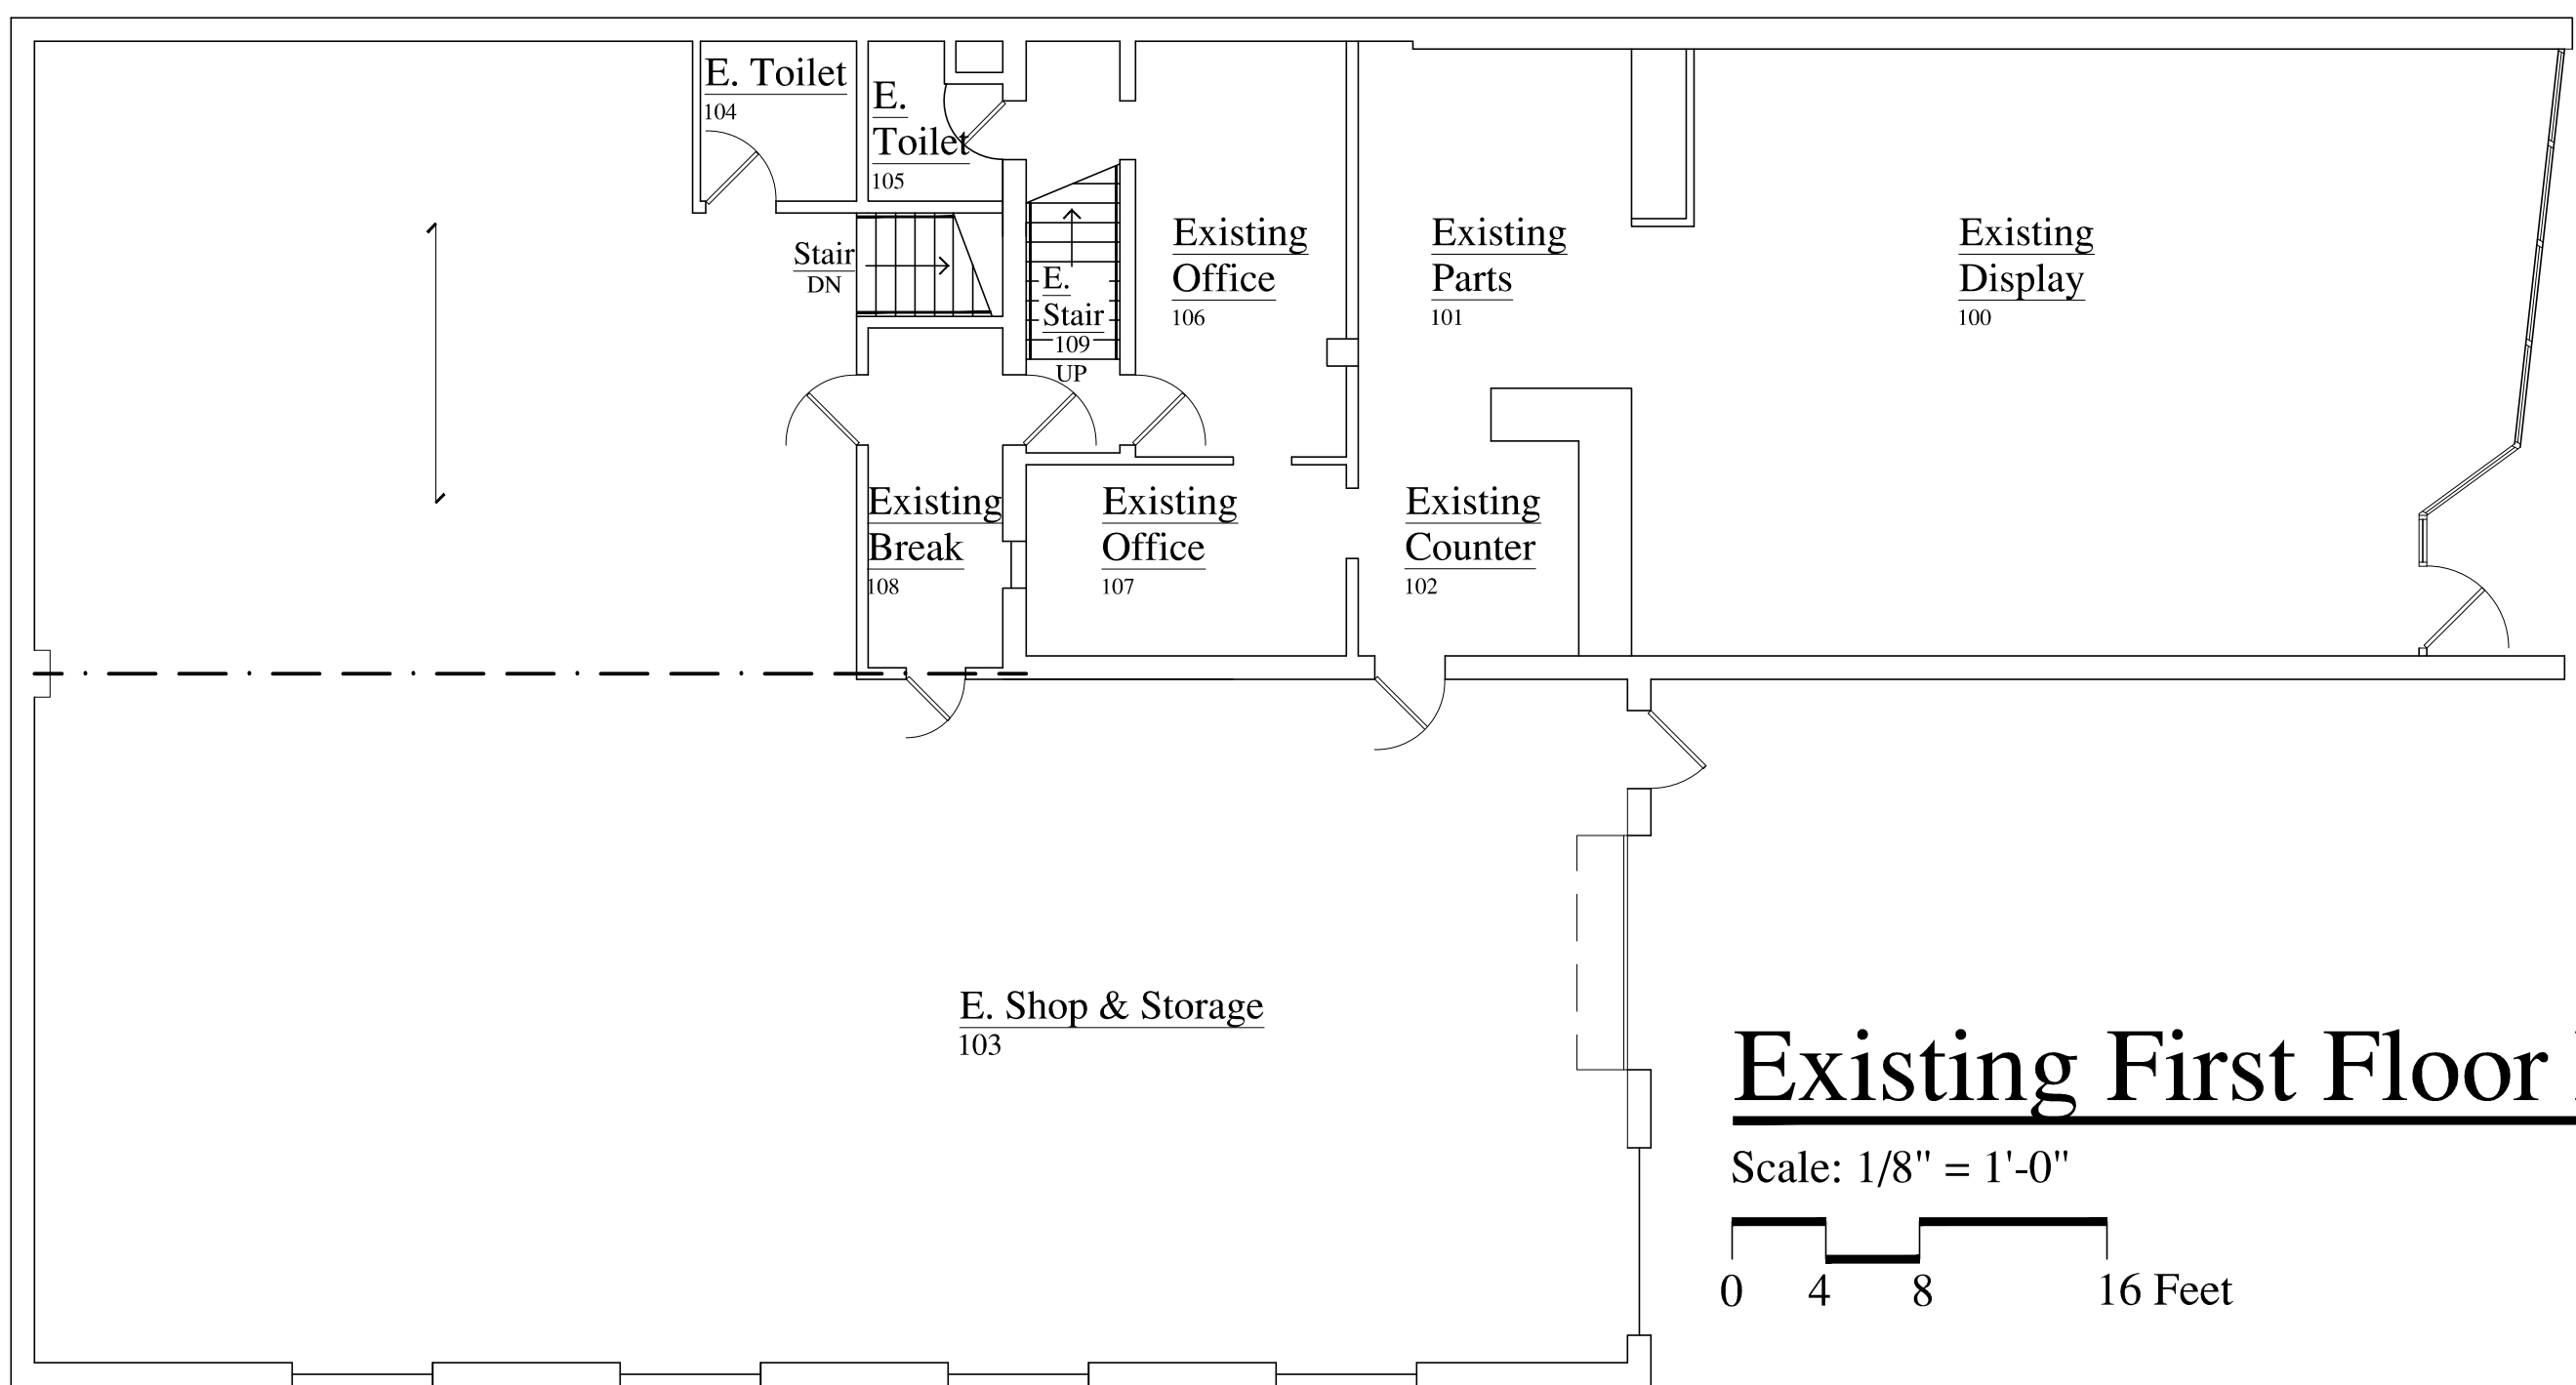 E. Toilet
104
E.
Toilet
105
Stair
DN
E.
Stair
109
UP
Existing
Office
106
Existing
Parts
101
Existing
Display
100
Existing
Break
108
Existing
Office
107
Existing
Counter
102
E. Shop & Storage
103
Existing First Floor
Scale: 1/8" = 1'-0"
0 4 8 16 Feet